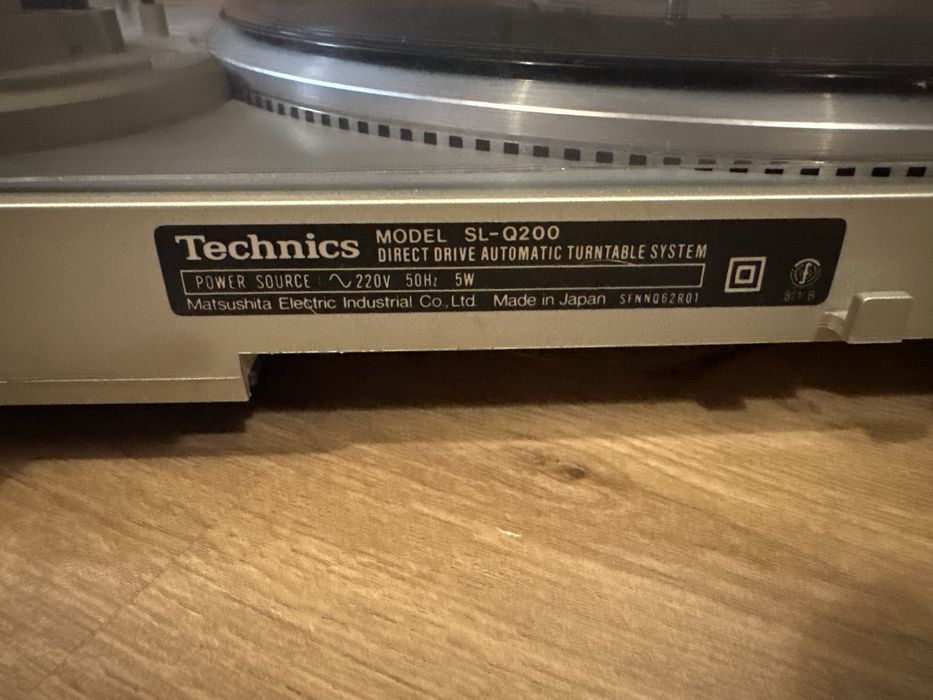 Technics MODEL SL-Q200
DIRECT DRIVE AUTOMATIC TURNTABLE SYSTEM
POWER SOURCE : ∿ 220V 50Hz 5W
Matsushita Electric Industrial Co., Ltd. Made in Japan SFNNQ62R01